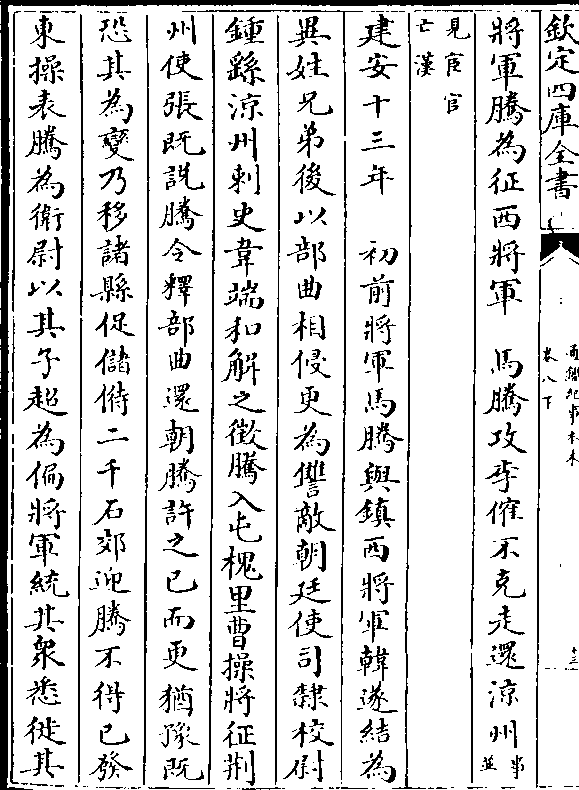 欽定四庫全書
通鑑紀事本末
卷八下
十三
將軍騰為征西將軍　馬騰攻李傕不克走還涼州事並
見宦官亡漢
建安十三年　初前將軍馬騰與鎮西將軍韓遂結為
異姓兄弟後以部曲相侵更為讐敵朝廷使司隸校尉
鍾繇涼州刺史韋端和解之徵騰入屯槐里曹操將征荆
州使張既說騰令釋部曲還朝騰許之已而更猶豫既
恐其為變乃移諸縣促儲偫二千石郊迎騰不得已發
東操表騰為衛尉以其子超為偏將軍統其衆悉徙其